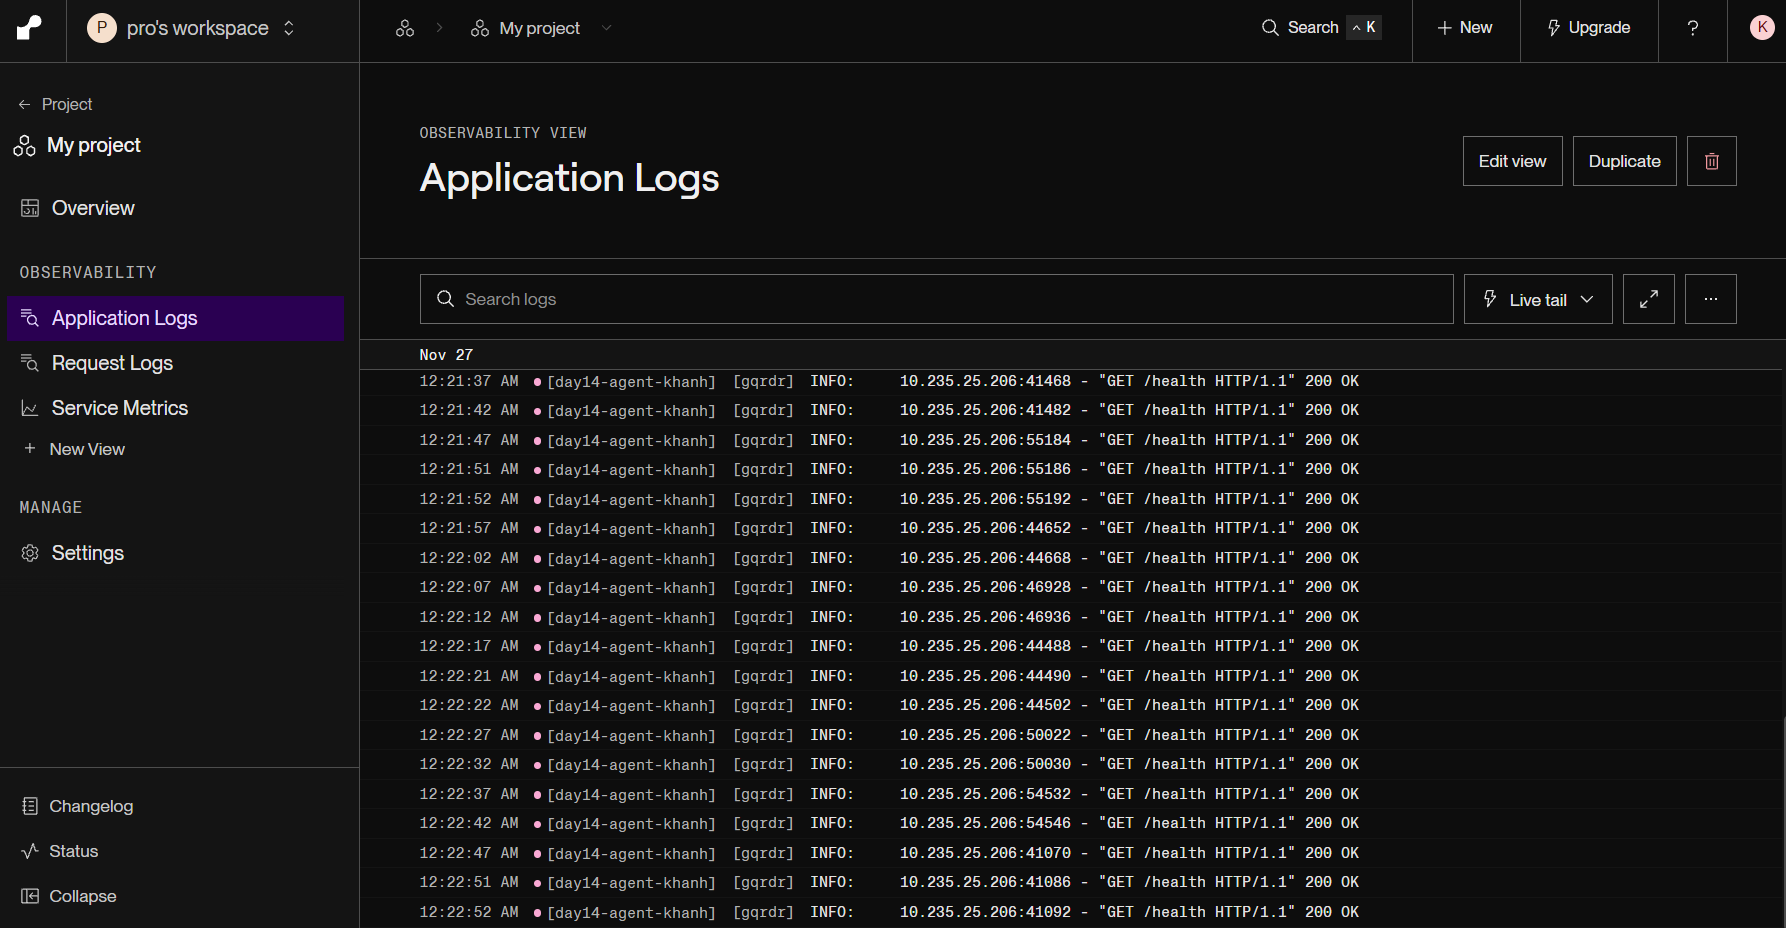 P pro's workspace
My project
Search ^ K
+ New
Upgrade
?
K
← Project
My project
Overview
OBSERVABILITY
Application Logs
Request Logs
Service Metrics
+ New View
MANAGE
Settings
Changelog
Status
Collapse
OBSERVABILITY VIEW
Application Logs
Edit view
Duplicate
Search logs
Live tail
...
Nov 27
12:21:37 AM [day14-agent-khanh] [gqrdr] INFO: 10.235.25.206:41468 - "GET /health HTTP/1.1" 200 OK
12:21:42 AM [day14-agent-khanh] [gqrdr] INFO: 10.235.25.206:41482 - "GET /health HTTP/1.1" 200 OK
12:21:47 AM [day14-agent-khanh] [gqrdr] INFO: 10.235.25.206:55184 - "GET /health HTTP/1.1" 200 OK
12:21:51 AM [day14-agent-khanh] [gqrdr] INFO: 10.235.25.206:55186 - "GET /health HTTP/1.1" 200 OK
12:21:52 AM [day14-agent-khanh] [gqrdr] INFO: 10.235.25.206:55192 - "GET /health HTTP/1.1" 200 OK
12:21:57 AM [day14-agent-khanh] [gqrdr] INFO: 10.235.25.206:44652 - "GET /health HTTP/1.1" 200 OK
12:22:02 AM [day14-agent-khanh] [gqrdr] INFO: 10.235.25.206:44668 - "GET /health HTTP/1.1" 200 OK
12:22:07 AM [day14-agent-khanh] [gqrdr] INFO: 10.235.25.206:46928 - "GET /health HTTP/1.1" 200 OK
12:22:12 AM [day14-agent-khanh] [gqrdr] INFO: 10.235.25.206:46936 - "GET /health HTTP/1.1" 200 OK
12:22:17 AM [day14-agent-khanh] [gqrdr] INFO: 10.235.25.206:44488 - "GET /health HTTP/1.1" 200 OK
12:22:21 AM [day14-agent-khanh] [gqrdr] INFO: 10.235.25.206:44490 - "GET /health HTTP/1.1" 200 OK
12:22:22 AM [day14-agent-khanh] [gqrdr] INFO: 10.235.25.206:44502 - "GET /health HTTP/1.1" 200 OK
12:22:27 AM [day14-agent-khanh] [gqrdr] INFO: 10.235.25.206:50022 - "GET /health HTTP/1.1" 200 OK
12:22:32 AM [day14-agent-khanh] [gqrdr] INFO: 10.235.25.206:50030 - "GET /health HTTP/1.1" 200 OK
12:22:37 AM [day14-agent-khanh] [gqrdr] INFO: 10.235.25.206:54532 - "GET /health HTTP/1.1" 200 OK
12:22:42 AM [day14-agent-khanh] [gqrdr] INFO: 10.235.25.206:54546 - "GET /health HTTP/1.1" 200 OK
12:22:47 AM [day14-agent-khanh] [gqrdr] INFO: 10.235.25.206:41070 - "GET /health HTTP/1.1" 200 OK
12:22:51 AM [day14-agent-khanh] [gqrdr] INFO: 10.235.25.206:41086 - "GET /health HTTP/1.1" 200 OK
12:22:52 AM [day14-agent-khanh] [gqrdr] INFO: 10.235.25.206:41092 - "GET /health HTTP/1.1" 200 OK